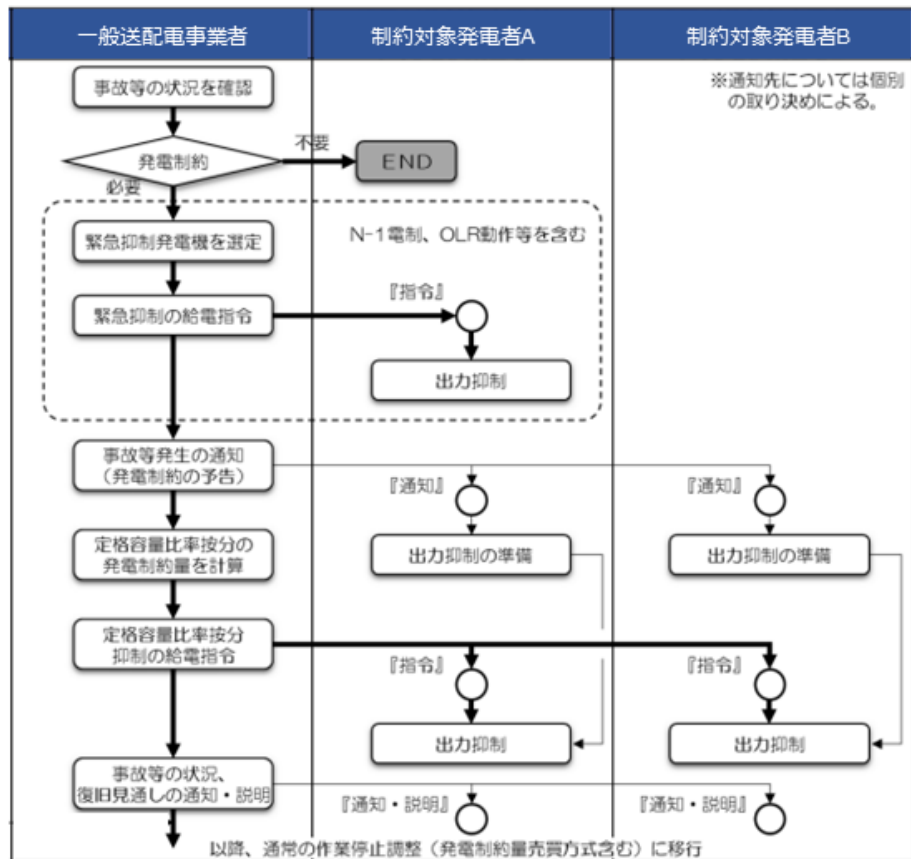 一般送配電事業者
制約対象発電者A
制約対象発電者B
事故等の状況を確認
※通知先については個別
の取り決めによる。
発電制約
不要
END
必要
N-1電制、OLR動作等を含む
緊急抑制発電機を選定
緊急抑制の給電指令
『指令』
出力抑制
事故等発生の通知
（発電制約の予告）
『通知』
『通知』
定格容量比率按分の
発電制約量を計算
出力抑制の準備
出力抑制の準備
定格容量比率按分
抑制の給電指令
『指令』
『指令』
出力抑制
出力抑制
事故等の状況、
復旧見通しの通知・説明
『通知・説明』
『通知・説明』
以降、通常の作業停止調整（発電制約量売買方式含む）に移行